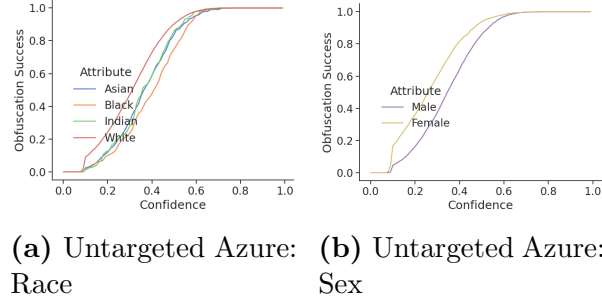 1.0
0.8
0.6
0.4
0.2
0.0
Obfuscation Success
Attribute
Asian
Black
Indian
White
0.0 0.2 0.4 0.6 0.8 1.0
Confidence
(a) Untargeted Azure:
Race
1.0
0.8
0.6
0.4
0.2
0.0
Obfuscation Success
Attribute
Male
Female
0.0 0.2 0.4 0.6 0.8 1.0
Confidence
(b) Untargeted Azure:
Sex